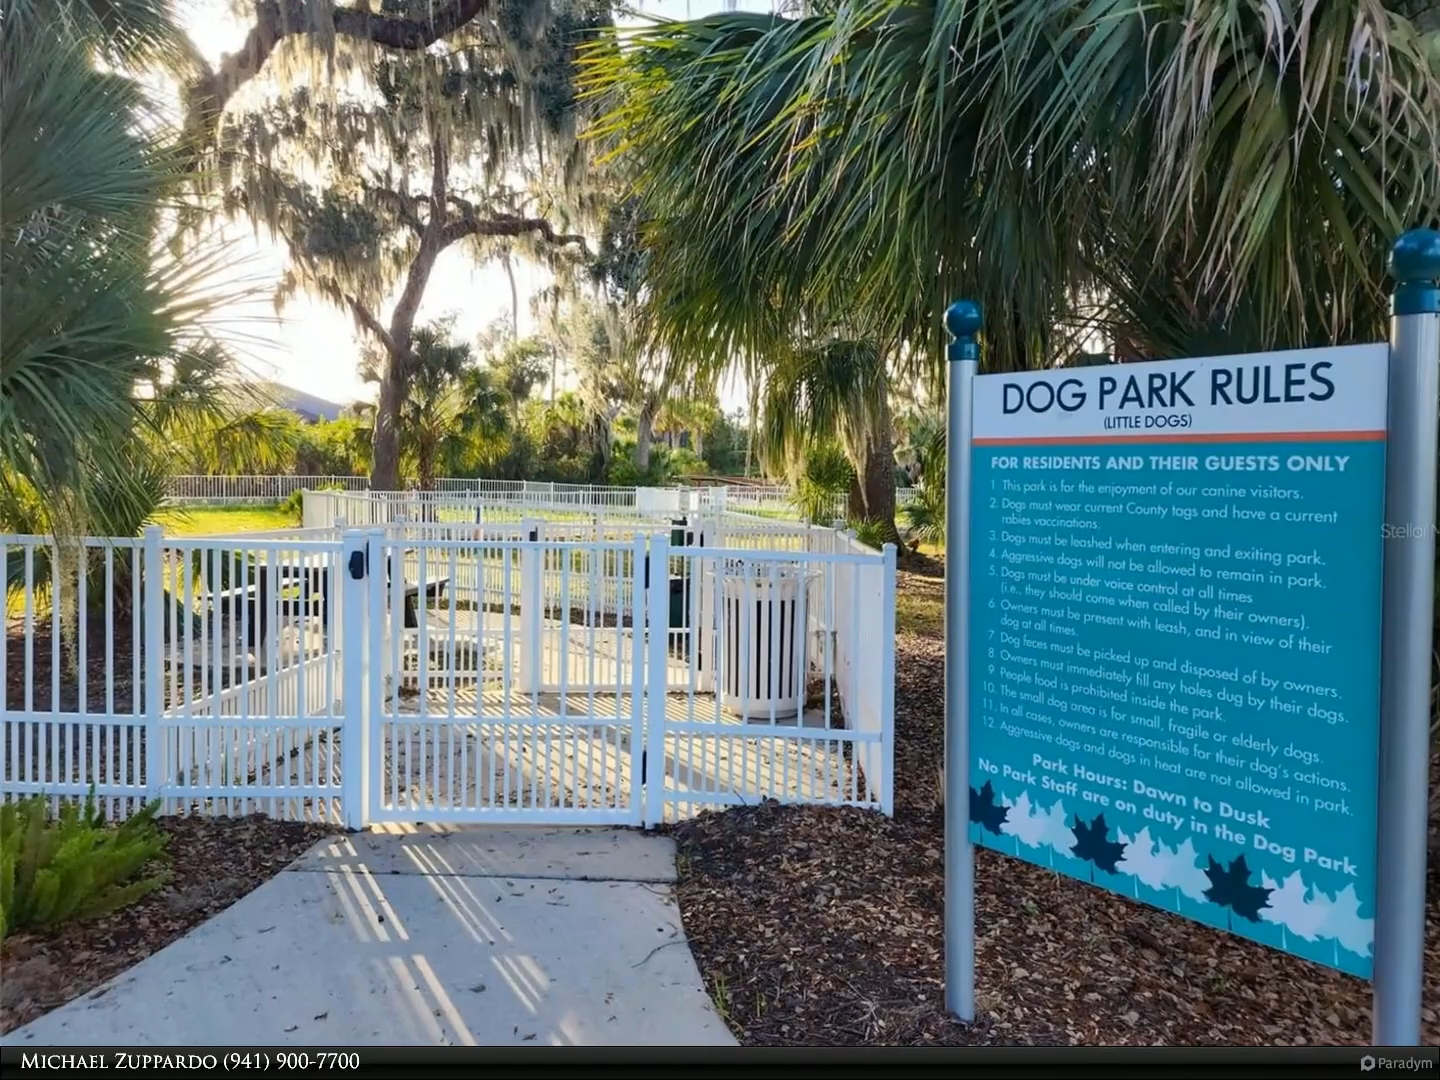 DOG PARK RULES
(LITTLE DOGS)
FOR RESIDENTS AND THEIR GUESTS ONLY
1. This park is for the enjoyment of our canine visitors.
2. Dogs must wear current County tags and have a current
rabies vaccinations.
3. Dogs must be leashed when entering and exiting park.
4. Aggressive dogs will not be allowed to remain in park.
5. Dogs must be under voice control at all times
(i.e., they should come when called by their owners).
6. Owners must be present with leash, and in view of their
dog at all times.
7. Dog feces must be picked up and disposed of by owners.
8. Owners must immediately fill any holes dug by their dogs.
9. People food is prohibited inside the park.
10. The small dog area is for small, fragile or elderly dogs.
11. In all cases, owners are responsible for their dog's actions.
12. Aggressive dogs and dogs in heat are not allowed in park.
Park Hours: Dawn to Dusk
No Park Staff are on duty in the Dog Park
Stellar
MICHAEL ZUPPARDO (941) 900-7700
Paradym